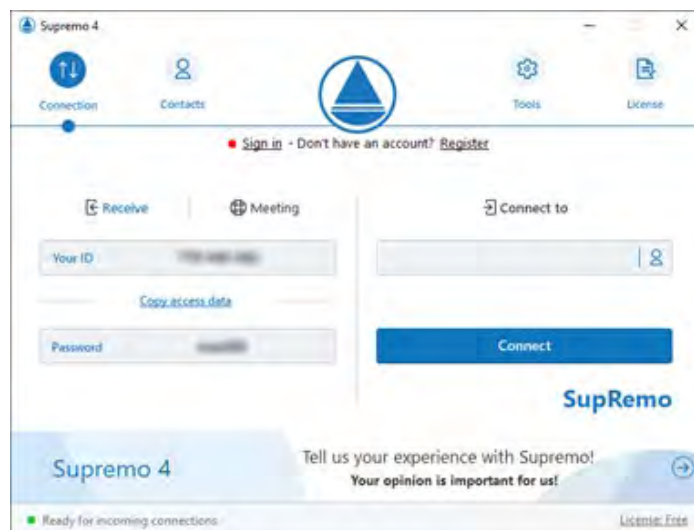 Supremo 4
Connection
Contacts
Tools
License
Sign in - Don't have an account? Register
Receive
Meeting
Connect to
Your ID
Copy access data
Password
Connect
SupRemo
Supremo 4
Tell us your experience with Supremo!
Your opinion is important for us!
Ready for incoming connections
License: Free